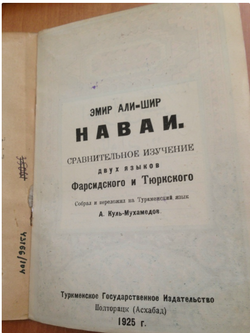 ЭМИР АЛИ-ШИР
НАВАИ.
СРАВНИТЕЛЬНОЕ ИЗУЧЕНИЕ
двух языков
Фарсидского и Тюркского
Собрал и переложил на Туркменский язык
А. Куль-Мухамедов.
Туркменское Государственное Издательство
Полторацк (Асхабад)
1925 г.